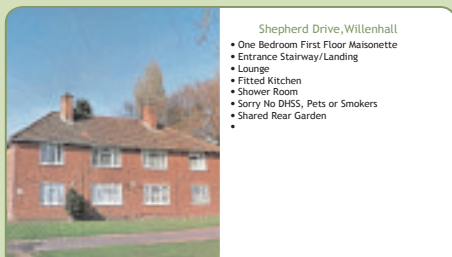 Shepherd Drive,Willenhall
• One Bedroom First Floor Maisonette
• Entrance Stairway/Landing
• Lounge
• Fitted Kitchen
• Shower Room
• Sorry No DHSS, Pets or Smokers
• Shared Rear Garden
•